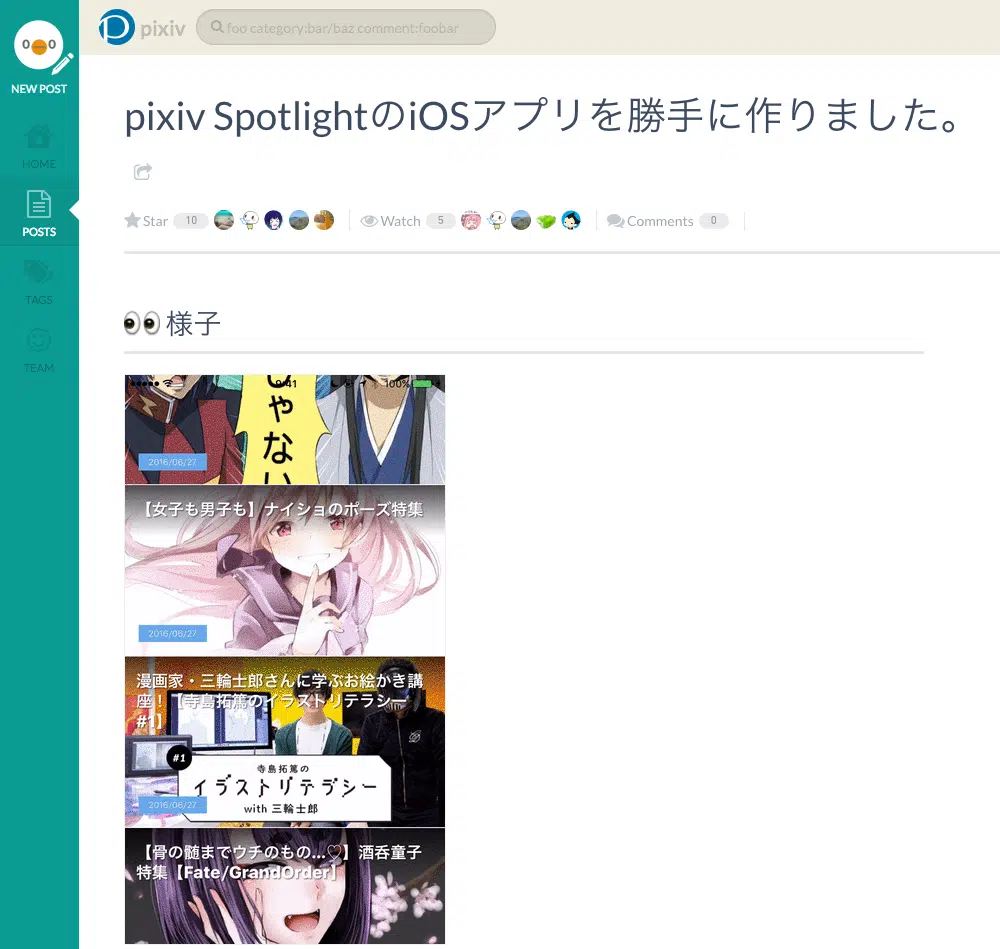 pixiv
foo category:bar/baz comment:foobar
NEW POST
HOME
POSTS
TAGS
TEAM
pixiv SpotlightのiOSアプリを勝手に作りました。
Star 10
Watch 5
Comments 0
👀 様子
9:41
100%
じゃない
2016/06/27
【女子も男子も】ナイショのポーズ特集
2016/06/27
漫画家・三輪士郎さんに学ぶお絵かき講
座！【寺島拓篤のイラストリテラシー
#1】
#1
寺島拓篤の
イラストリテラシー
with 三輪士郎
2016/06/27
【骨の髄までウチのもの...♡】酒呑童子
特集【Fate/GrandOrder】